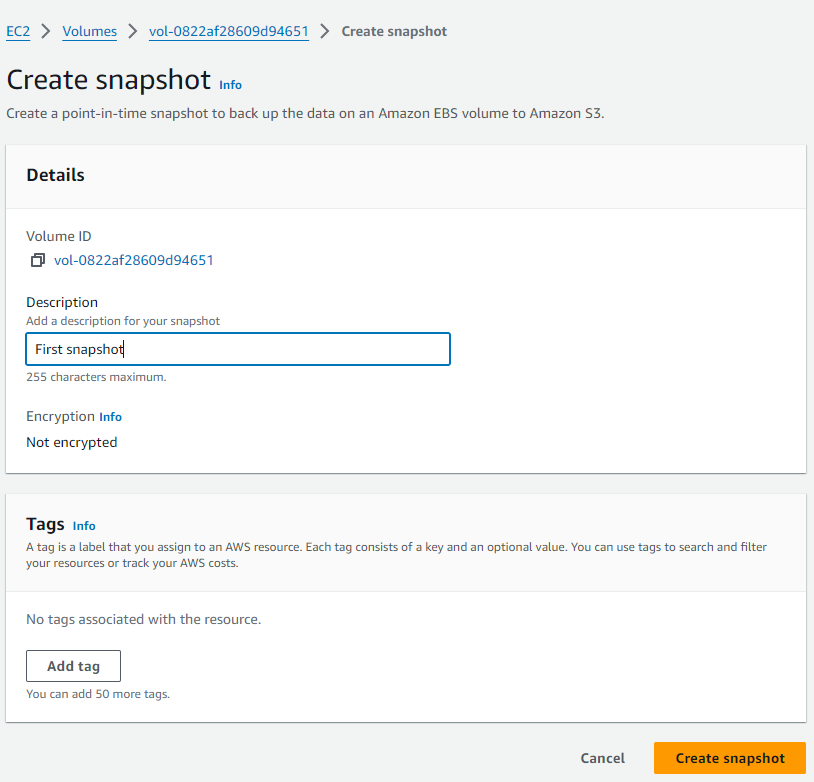 EC2 > Volumes > vol-0822af28609d94651 > Create snapshot
Create snapshot Info
Create a point-in-time snapshot to back up the data on an Amazon EBS volume to Amazon S3.
Details
Volume ID
vol-0822af28609d94651
Description
Add a description for your snapshot
First snapshot
255 characters maximum.
Encryption Info
Not encrypted
Tags Info
A tag is a label that you assign to an AWS resource. Each tag consists of a key and an optional value. You can use tags to search and filter
your resources or track your AWS costs.
No tags associated with the resource.
Add tag
You can add 50 more tags.
Cancel Create snapshot